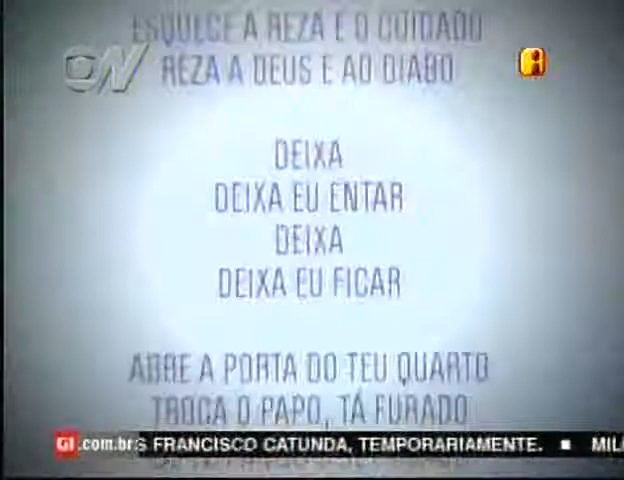 ESQUECE A REZA E O CUIDADO
REZA A DEUS E AO DIABO
DEIXA
DEIXA EU ENTAR
DEIXA
DEIXA EU FICAR
ABRE A PORTA DO TEU QUARTO
TROCA O PAPO, TÁ FURADO
G1.com.br: S FRANCISCO CATUNDA, TEMPORARIAMENTE. ■ MIL